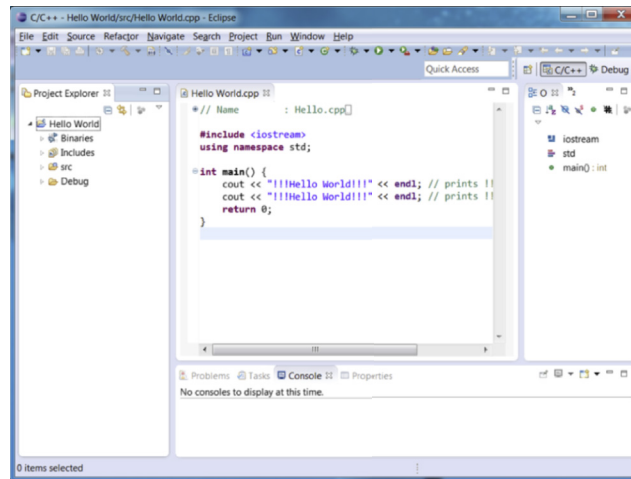 C/C++ - Hello World/src/Hello World.cpp - Eclipse
File Edit Source Refactor Navigate Search Project Run Window Help
Quick Access
C/C++ Debug
Project Explorer
Hello World
Binaries
Includes
src
Debug
Hello World.cpp
// Name : Hello.cpp
#include <iostream>
using namespace std;
int main() {
cout << "!!!Hello World!!!" << endl; // prints !!
cout << "!!!Hello World!!!" << endl; // prints !!
return 0;
}
O
iostream
std
main() : int
Problems Tasks Console Properties
No consoles to display at this time.
0 items selected